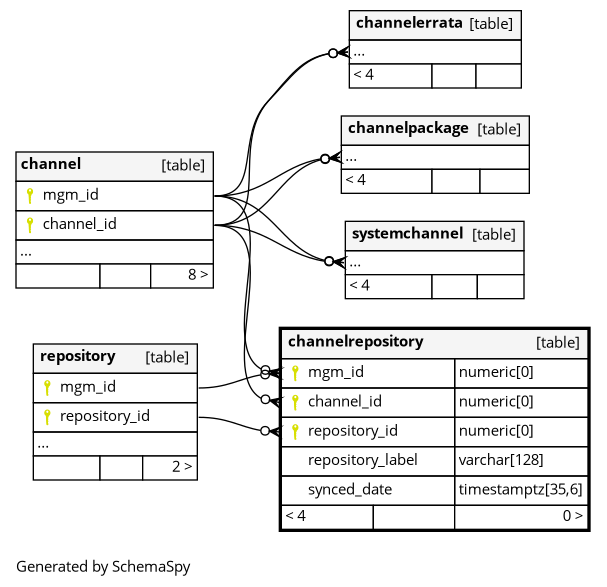 channelerrata [table]
...
< 4
channelpackage [table]
...
< 4
channel [table]
mgm_id
channel_id
...
8 >
systemchannel [table]
...
< 4
channelrepository [table]
mgm_id numeric[0]
channel_id numeric[0]
repository_id numeric[0]
repository_label varchar[128]
synced_date timestamptz[35,6]
< 4 0 >
repository [table]
mgm_id
repository_id
...
2 >
Generated by SchemaSpy